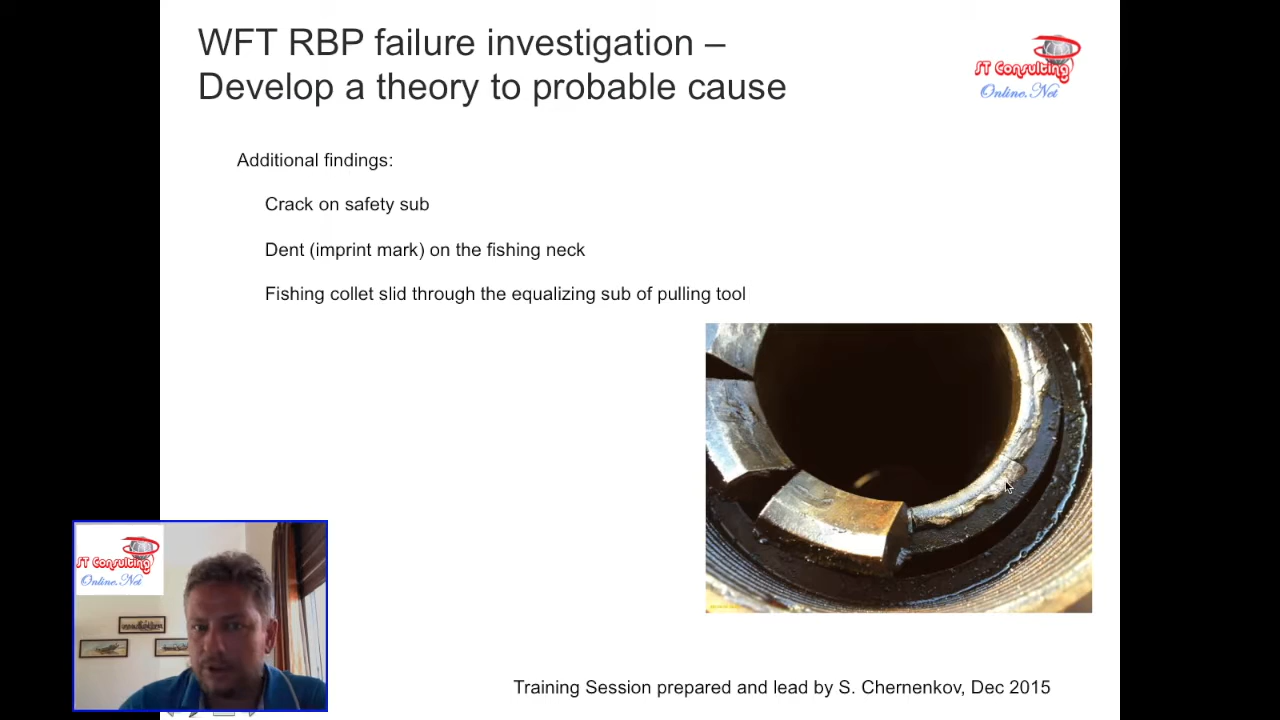 WFT RBP failure investigation –
Develop a theory to probable cause
ST Consulting
Online.Net
Additional findings:
Crack on safety sub
Dent (imprint mark) on the fishing neck
Fishing collet slid through the equalizing sub of pulling tool
ST Consulting
Online.Net
Training Session prepared and lead by S. Chernenkov, Dec 2015